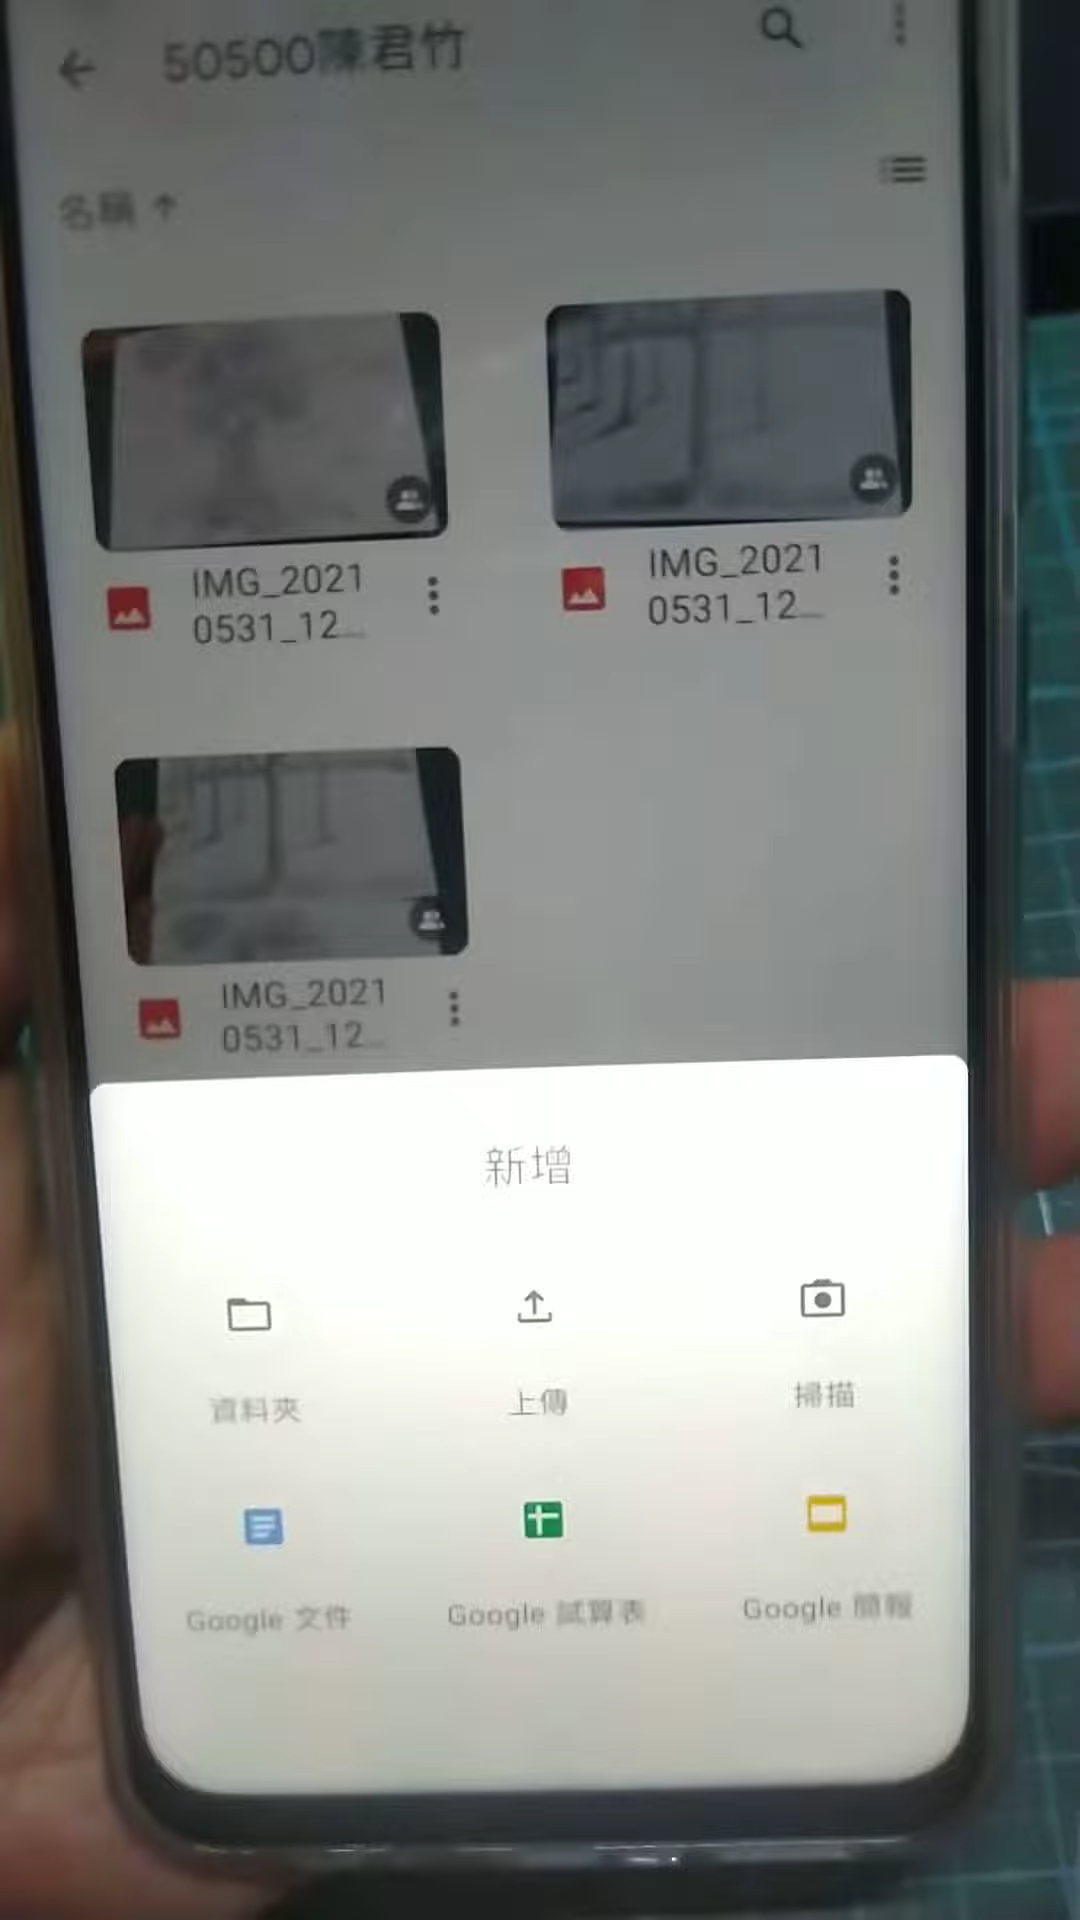 50500陳君竹
名稱 ↑
IMG_2021
0531_12...
IMG_2021
0531_12...
IMG_2021
0531_12...
新增
資料夾
上傳
掃描
Google 文件
Google 試算表
Google 簡報